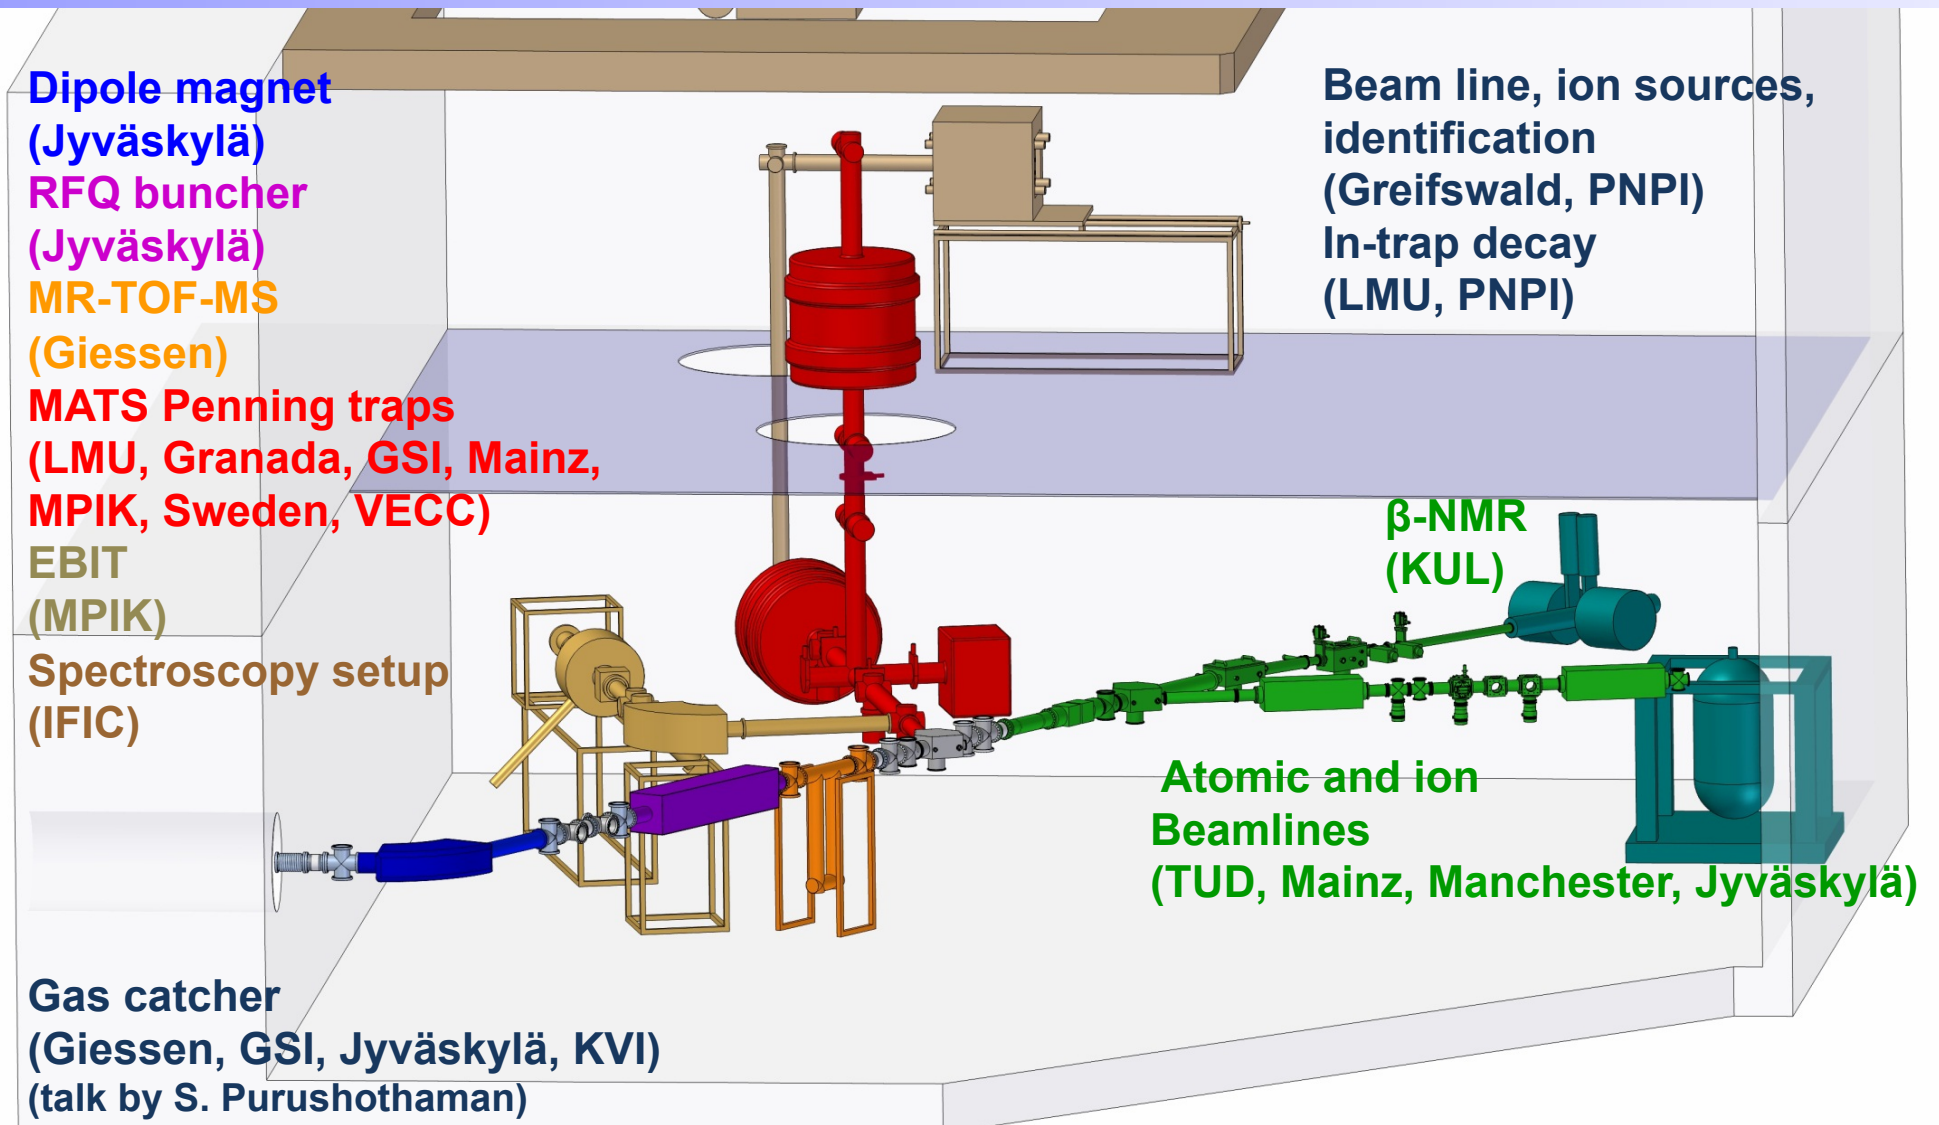 Dipole magnet
(Jyväskylä)
RFQ buncher
(Jyväskylä)
MR-TOF-MS
(Giessen)
MATS Penning traps
(LMU, Granada, GSI, Mainz,
MPIK, Sweden, VECC)
EBIT
(MPIK)
Spectroscopy setup
(IFIC)
Gas catcher
(Giessen, GSI, Jyväskylä, KVI)
(talk by S. Purushothaman)
Beam line, ion sources,
identification
(Greifswald, PNPI)
In-trap decay
(LMU, PNPI)
β-NMR
(KUL)
Atomic and ion
Beamlines
(TUD, Mainz, Manchester, Jyväskylä)